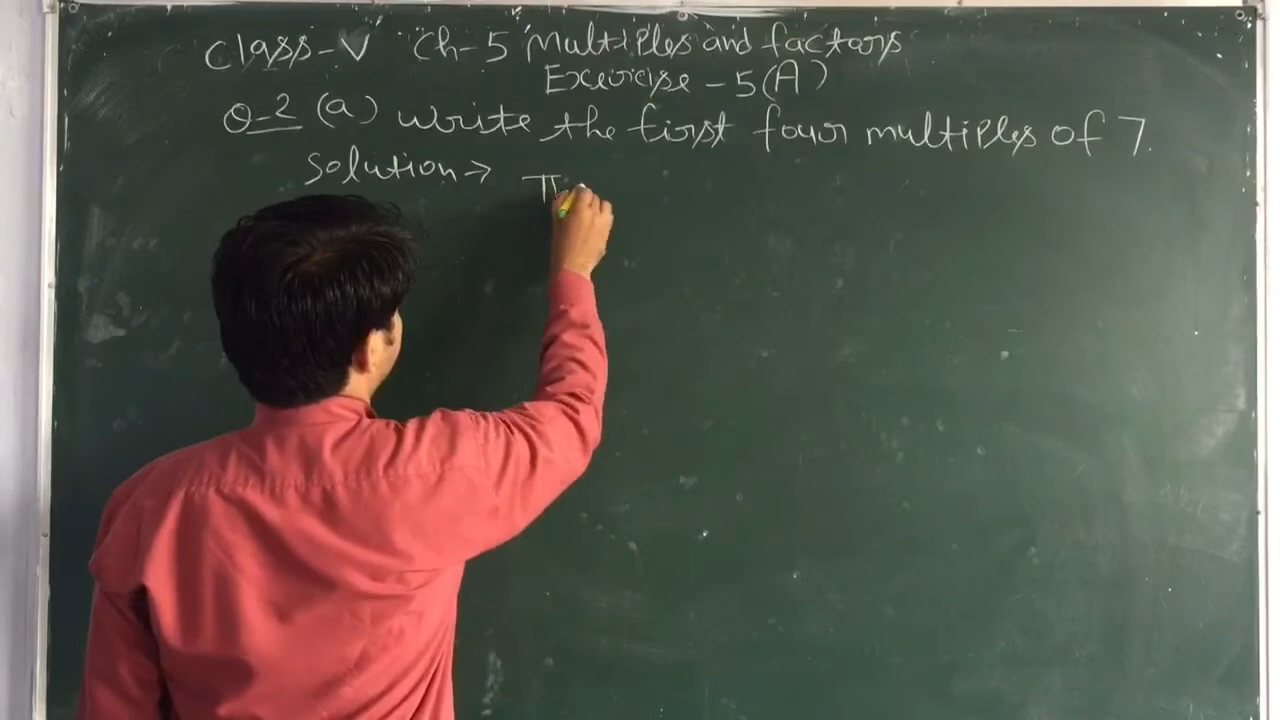 Class-V Ch-5 Multiples and factors
Exercise - 5(A)
Q-2 (a) write the first four multiples of 7.
Solution →